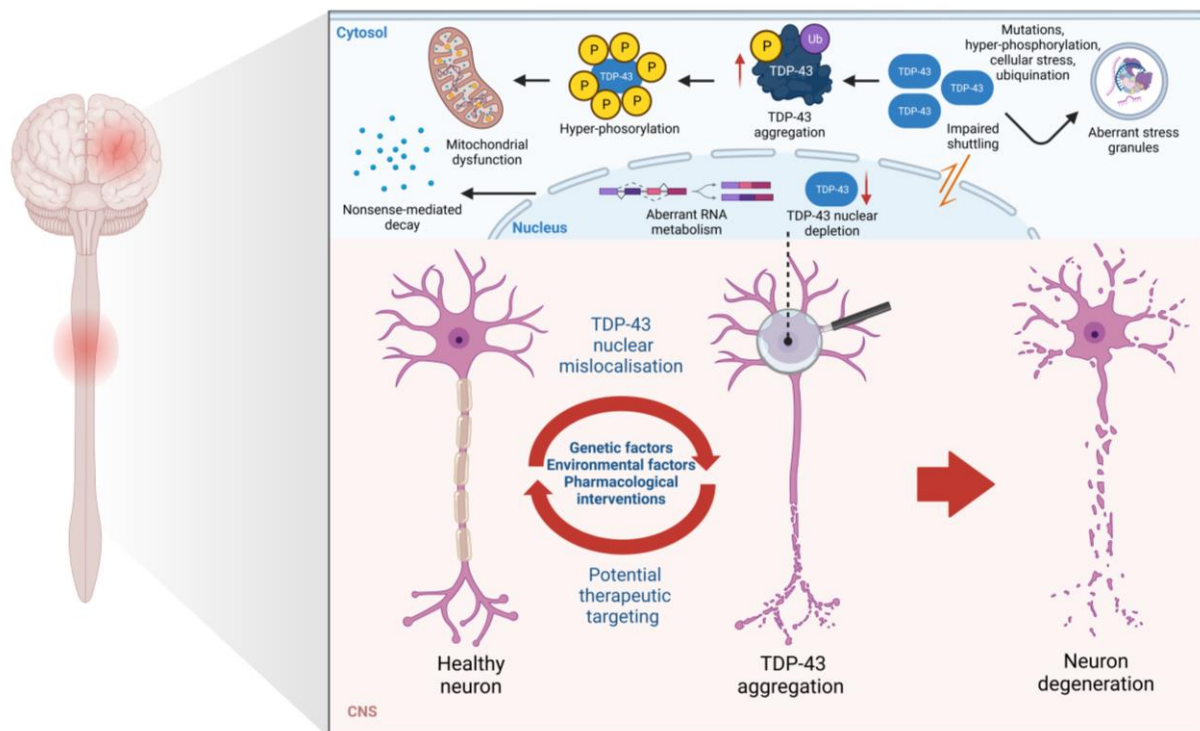 Cytosol
P
P
P
P
P
P
P
TDP-43
Mitochondrial
dysfunction
Hyper-phosorylation
P
Ub
TDP-43
TDP-43
aggregation
TDP-43
TDP-43
TDP-43
Impaired
shuttling
Mutations,
hyper-phosphorylation,
cellular stress,
ubiquination
Aberrant stress
granules
Nonsense-mediated
decay
Nucleus
Aberrant RNA
metabolism
TDP-43
TDP-43 nuclear
depletion
TDP-43
nuclear
mislocalisation
Genetic factors
Environmental factors
Pharmacological
interventions
Potential
therapeutic
targeting
Healthy
neuron
TDP-43
aggregation
Neuron
degeneration
CNS